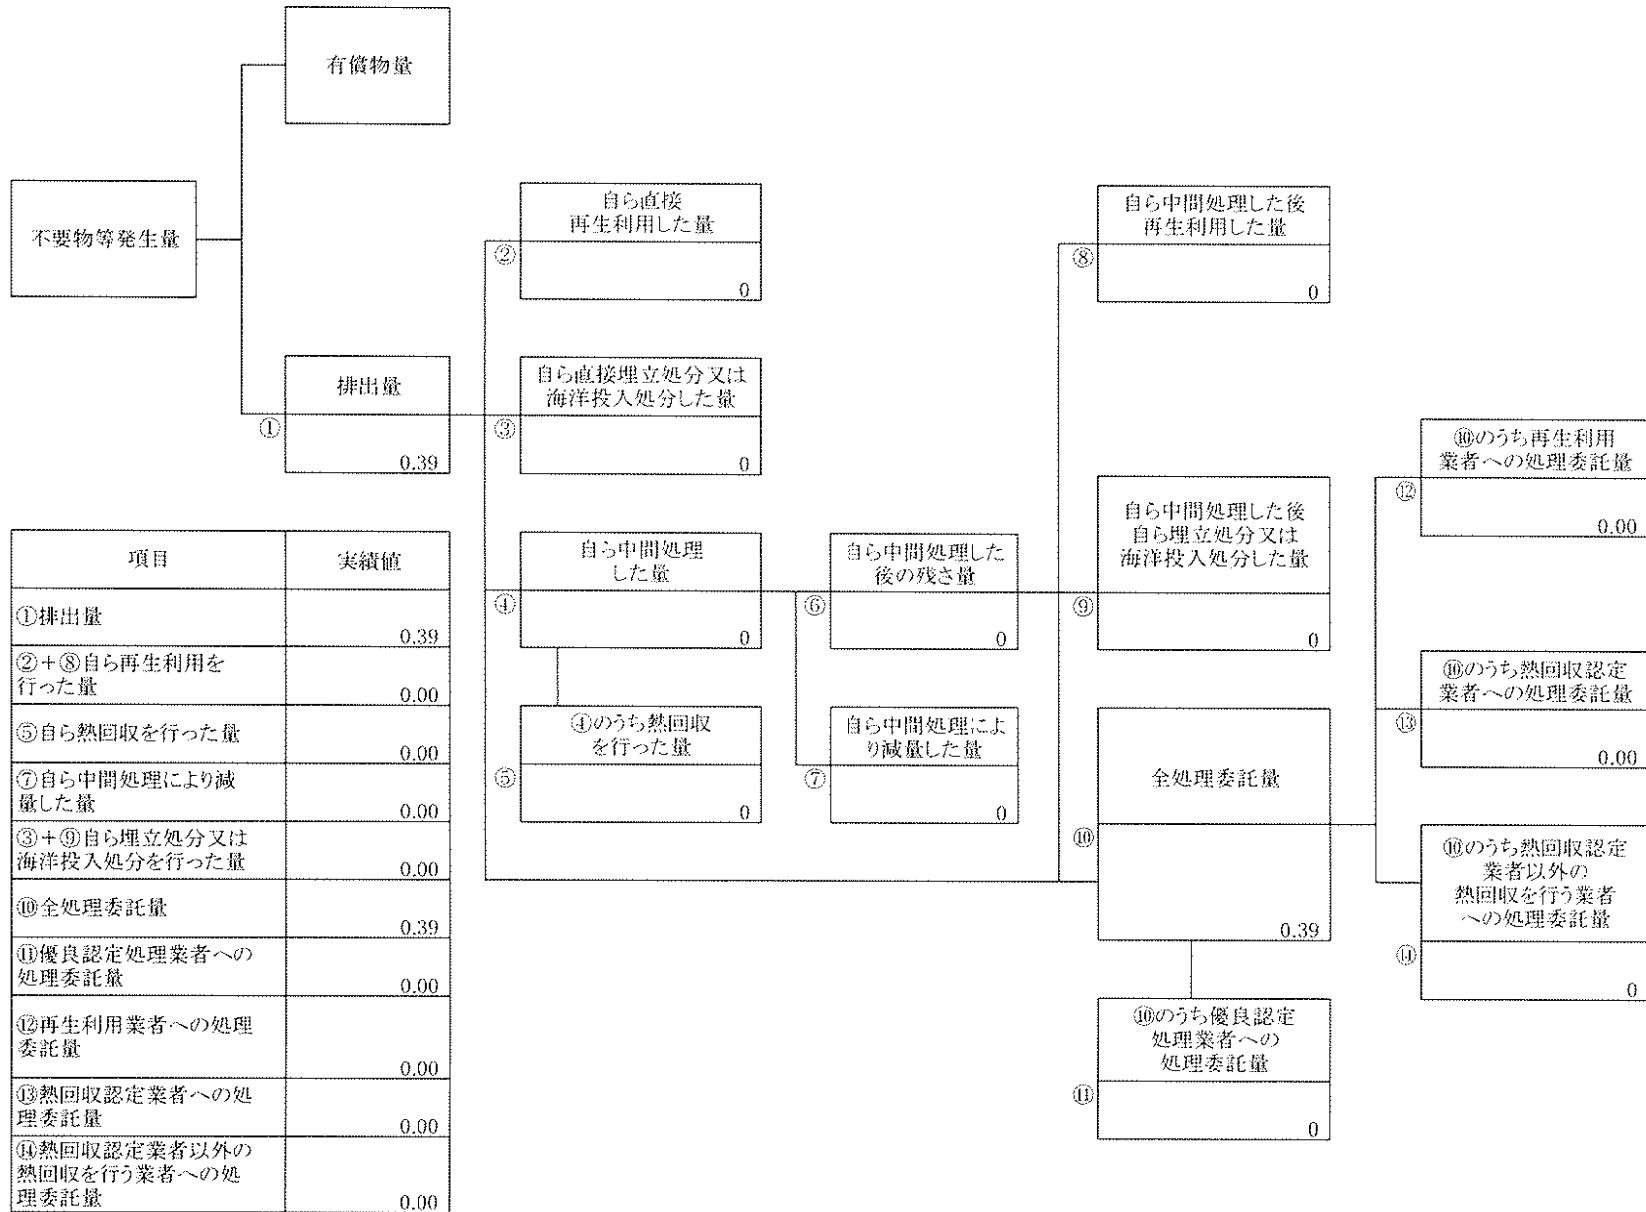 有償物量
不要物等発生量
排出量
①
0.39
自ら直接
再生利用した量
②
0
自ら直接埋立処分又は
海洋投入処分した量
③
0
自ら中間処理
した量
④
0
④のうち熱回収
を行った量
⑤
0
自ら中間処理した
後の残さ量
⑥
0
自ら中間処理によ
り減量した量
⑦
0
自ら中間処理した後
再生利用した量
⑧
0
自ら中間処理した後
自ら埋立処分又は
海洋投入処分した量
⑨
0
全処理委託量
⑩
0.39
⑩のうち優良認定
処理業者への
処理委託量
⑪
0
⑩のうち再生利用
業者への処理委託量
⑫
0.00
⑩のうち熱回収認定
業者への処理委託量
⑬
0.00
⑩のうち熱回収認定
業者以外の
熱回収を行う業者
への処理委託量
⑭
0
項目 実績値
①排出量
0.39
②+⑧自ら再生利用を
行った量
0.00
⑤自ら熱回収を行った量
0.00
⑦自ら中間処理により減
量した量
0.00
③+⑨自ら埋立処分又は
海洋投入処分を行った量
0.00
⑩全処理委託量
0.39
⑪優良認定処理業者への
処理委託量
0.00
⑫再生利用業者への処理
委託量
0.00
⑬熱回収認定業者への処
理委託量
0.00
⑭熱回収認定業者以外の
熱回収を行う業者への処
理委託量
0.00